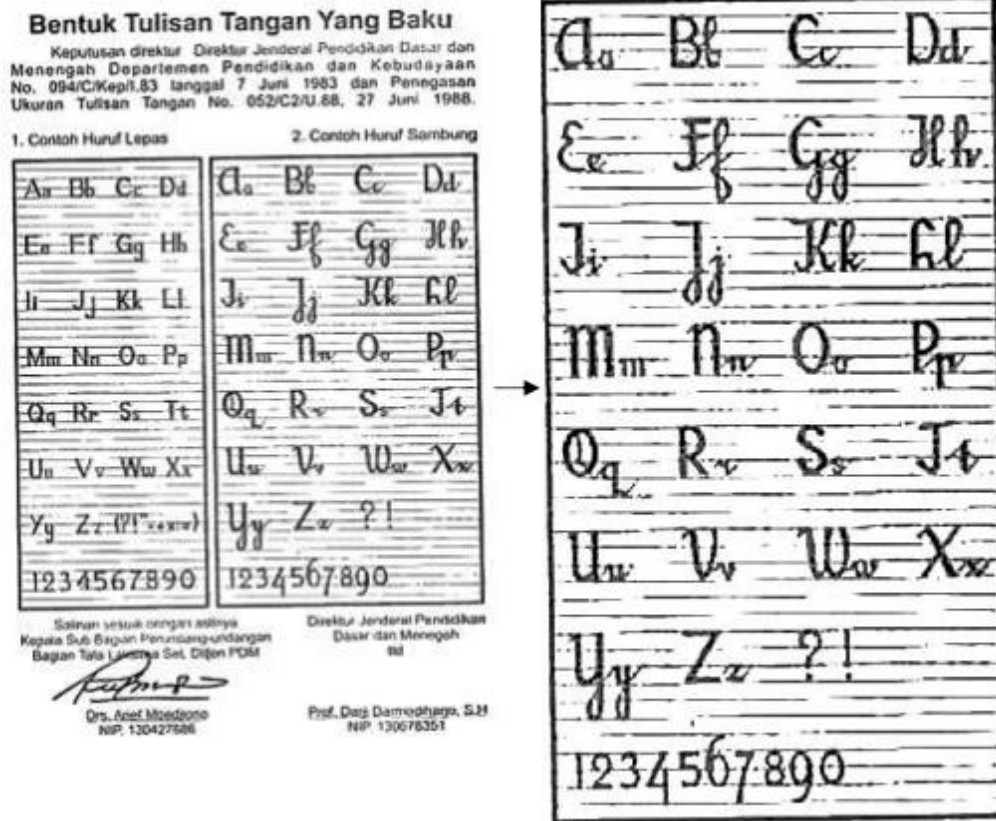 Bentuk Tulisan Tangan Yang Baku
Keputusan direktur Direktur Jenderal Pendidikan Dasar dan
Menengah Departemen Pendidikan dan Kebudayaan
No. 094/C/Kep/I.83 tanggal 7 Juni 1983 dan Penegasan
Ukuran Tulisan Tangan No. 052/C2/U.88, 27 Juni 1988.
1. Contoh Huruf Lepas
Aa Bb Cc Dd
Ee Ff Gg Hh
Ii Jj Kk Ll
Mm Nn Oo Pp
Qq Rr Ss Tt
Uu Vv Ww Xx
Yy Zz (?!"
1234567890
2. Contoh Huruf Sambung
Aa Bb Cc Dd
Ee Ff Gg Hh
Ii Jj Kk Ll
Mm Nn Oo Pp
Qq Rr Ss Tt
Uu Vv Ww Xx
Yy Zz ?!
1234567890
Salinan sesuai dengan aslinya
Kepala Sub Bagian Perundang-undangan
Bagian Tata Set. Ditjen PDM
Drs. Arief Moedjiono
NIP. 130427686
Direktur Jenderal Pendidikan
Dasar dan Menegah
ttd
Prof. Darji Darmodiharjo, S.H
NIP. 130678351
Aa Bb Cc Dd
Ee Ff Gg Hh
Ii Jj Kk Ll
Mm Nn Oo Pp
Qq Rr Ss Tt
Uu Vv Ww Xx
Yy Zz ?!
1234567890